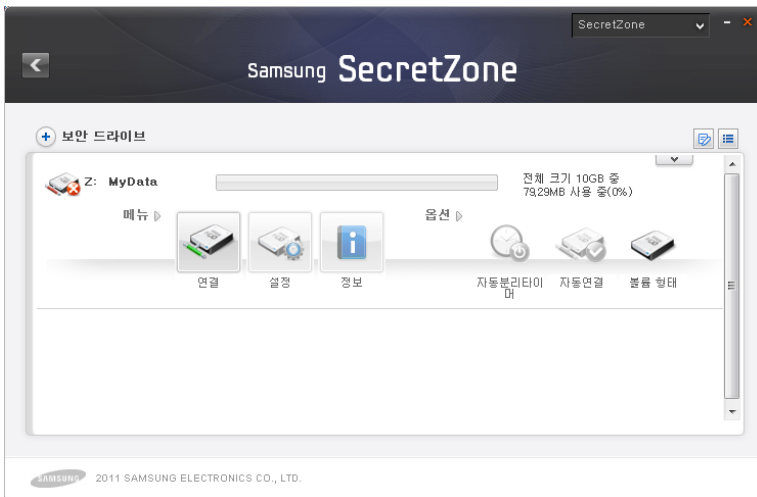 SecretZone
Samsung SecretZone
보안 드라이브
Z: MyData
전체 크기 10GB 중
79,29MB 사용 중(0%)
메뉴
옵션
연결
설정
정보
자동분리타이
머
자동연결
볼륨 형태
SAMSUNG 2011 SAMSUNG ELECTRONICS CO., LTD.